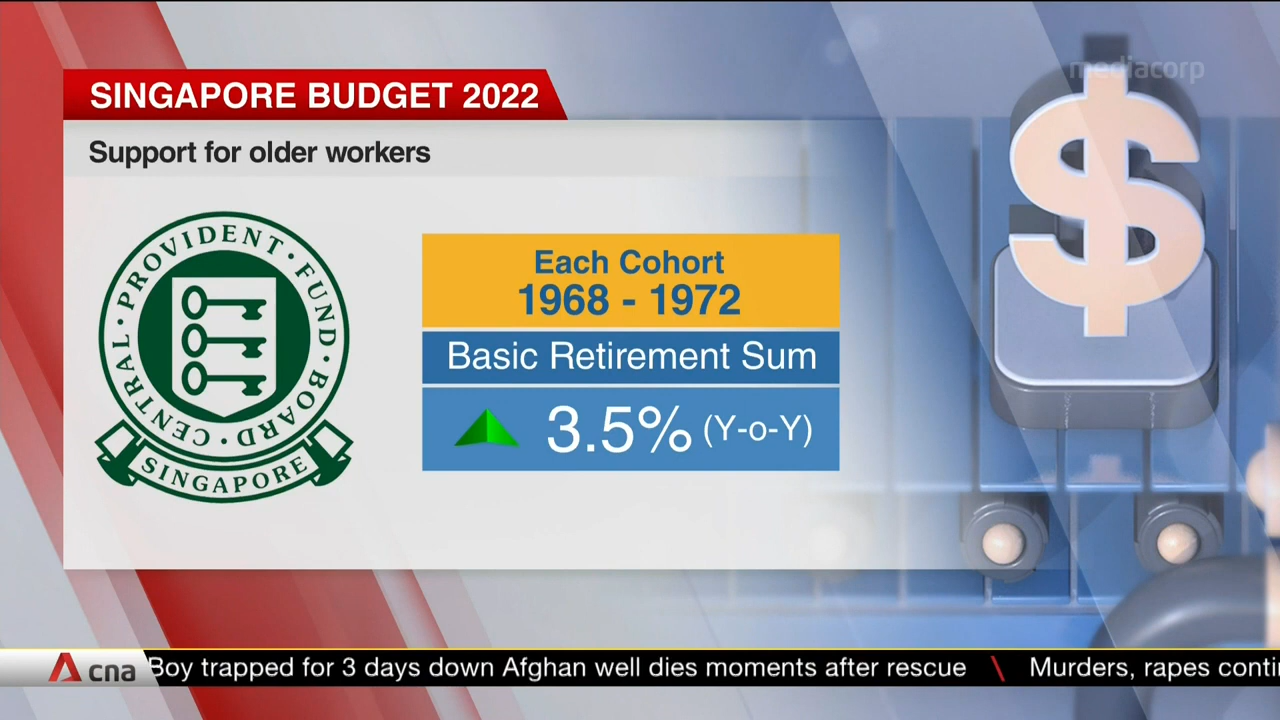 mediacorp
SINGAPORE BUDGET 2022
Support for older workers
CENTRAL · PROVIDENT · FUND · BOARD ·
SINGAPORE
Each Cohort
1968 - 1972
Basic Retirement Sum
3.5% (Y-o-Y)
$
cna Boy trapped for 3 days down Afghan well dies moments after rescue \ Murders, rapes conti